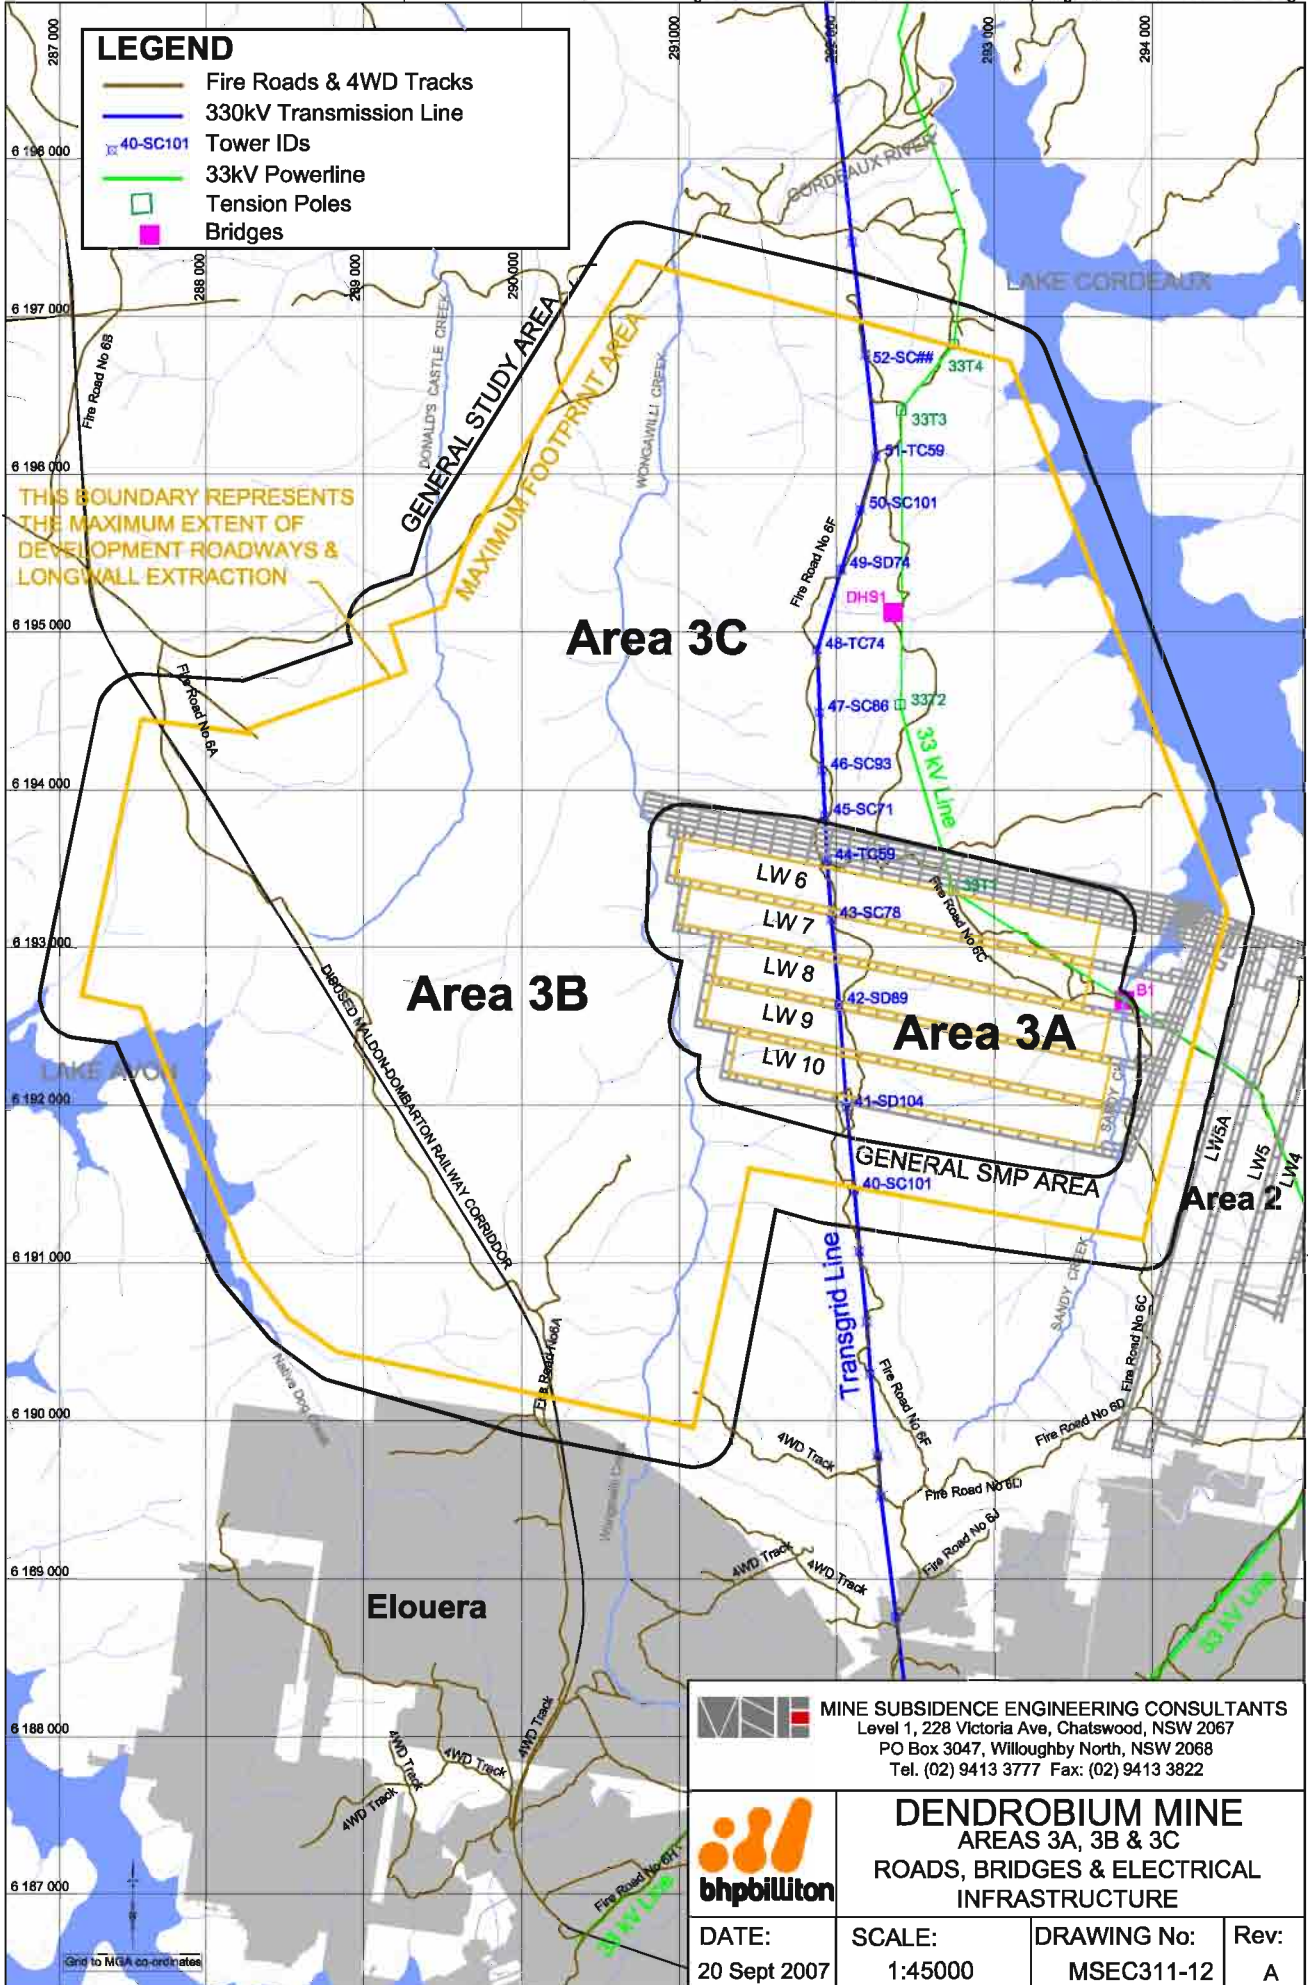 LEGEND
Fire Roads & 4WD Tracks
330kV Transmission Line
40-SC101 Tower IDs
33kV Powerline
Tension Poles
Bridges
287 000
288 000
289 000
290000
291000
292 000
293 000
294 000
6 198 000
6 197 000
6 196 000
6 195 000
6 194 000
6 193 000
6 192 000
6 191 000
6 190 000
6 189 000
6 188 000
6 187 000
CORDEAUX RIVER
LAKE CORDEAUX
Fire Road No 6B
DONALD'S CASTLE CREEK
GENERAL STUDY AREA
MAXIMUM FOOTPRINT AREA
WONGAWILLI CREEK
THIS BOUNDARY REPRESENTS
THE MAXIMUM EXTENT OF
DEVELOPMENT ROADWAYS &
LONGWALL EXTRACTION
52-SC##
33T4
33T3
51-TC59
50-SC101
Fire Road No 6F
49-SD74
DHS1
Area 3C
48-TC74
Fire Road No 6A
47-SC86
33T2
33 kV Line
46-SC93
45-SC71
44-TC59
33T1
LW 6
LW 7
43-SC78
Fire Road No 6C
LW 8
42-SD89
B1
LW 9
Area 3A
LW 10
41-SD104
SANDY CK
Area 3B
DISUSED MALDON-DOMBARTON RAILWAY CORRIDDOR
LAKE AVON
GENERAL SMP AREA
40-SC101
LW5A
LW5
LW4
Area 2
Transgrid Line
SANDY CREEK
Fire Road No 6C
Fire Road No6A
Native Dog Creek
Fire Road No 6F
4WD Track
Fire Road No 6D
Fire Road No 6D
Wongawilli Creek
Fire Road No 6J
4WD Track
4WD Track
Elouera
33 kV Line
4WD Track
4WD Track
4WD Track
4WD Track
Fire Road No 6H
33 kV Line
Grid to MGA co-ordinates
MINE SUBSIDENCE ENGINEERING CONSULTANTS
Level 1, 228 Victoria Ave, Chatswood, NSW 2067
PO Box 3047, Willoughby North, NSW 2068
Tel. (02) 9413 3777 Fax: (02) 9413 3822
bhpbilliton
DENDROBIUM MINE
AREAS 3A, 3B & 3C
ROADS, BRIDGES & ELECTRICAL
INFRASTRUCTURE
DATE:
20 Sept 2007
SCALE:
1:45000
DRAWING No:
MSEC311-12
Rev:
A